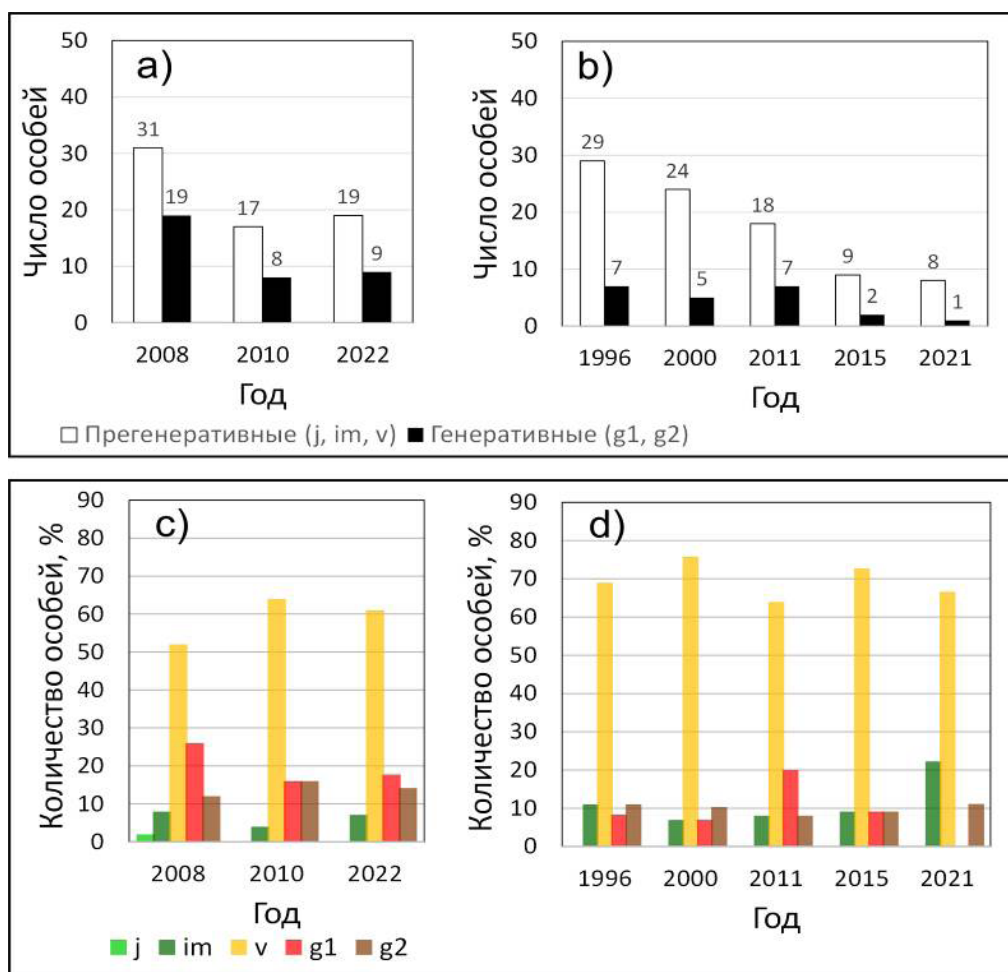 a)
Число особей
50
40
30
20
10
0
31
19
17
8
19
9
2008 2010 2022
Год
b)
Число особей
50
40
30
20
10
0
29
7
24
5
18
7
9
2
8
1
1996 2000 2011 2015 2021
Год
Прегенеративные (j, im, v) Генеративные (g1, g2)
c)
Количество особей, %
90
80
70
60
50
40
30
20
10
0
2008 2010 2022
Год
d)
Количество особей, %
90
80
70
60
50
40
30
20
10
0
1996 2000 2011 2015 2021
Год
j im v g1 g2